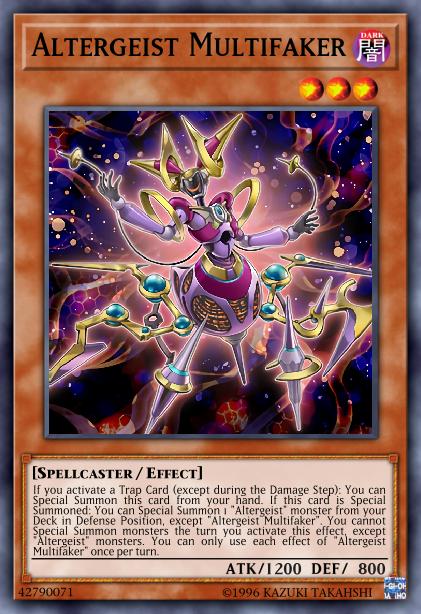 ALTERGEIST MULTIFAKER
DARK
闇
[SPELLCASTER / EFFECT]
If you activate a Trap Card (except during the Damage Step): You can
Special Summon this card from your hand. If this card is Special
Summoned: You can Special Summon 1 "Altergeist" monster from your
Deck in Defense Position, except "Altergeist Multifaker". You cannot
Special Summon monsters the turn you activate this effect, except
"Altergeist" monsters. You can only use each effect of "Altergeist
Multifaker" once per turn.
ATK/1200 DEF/ 800
42790071
©1996 KAZUKI TAKAHSHI